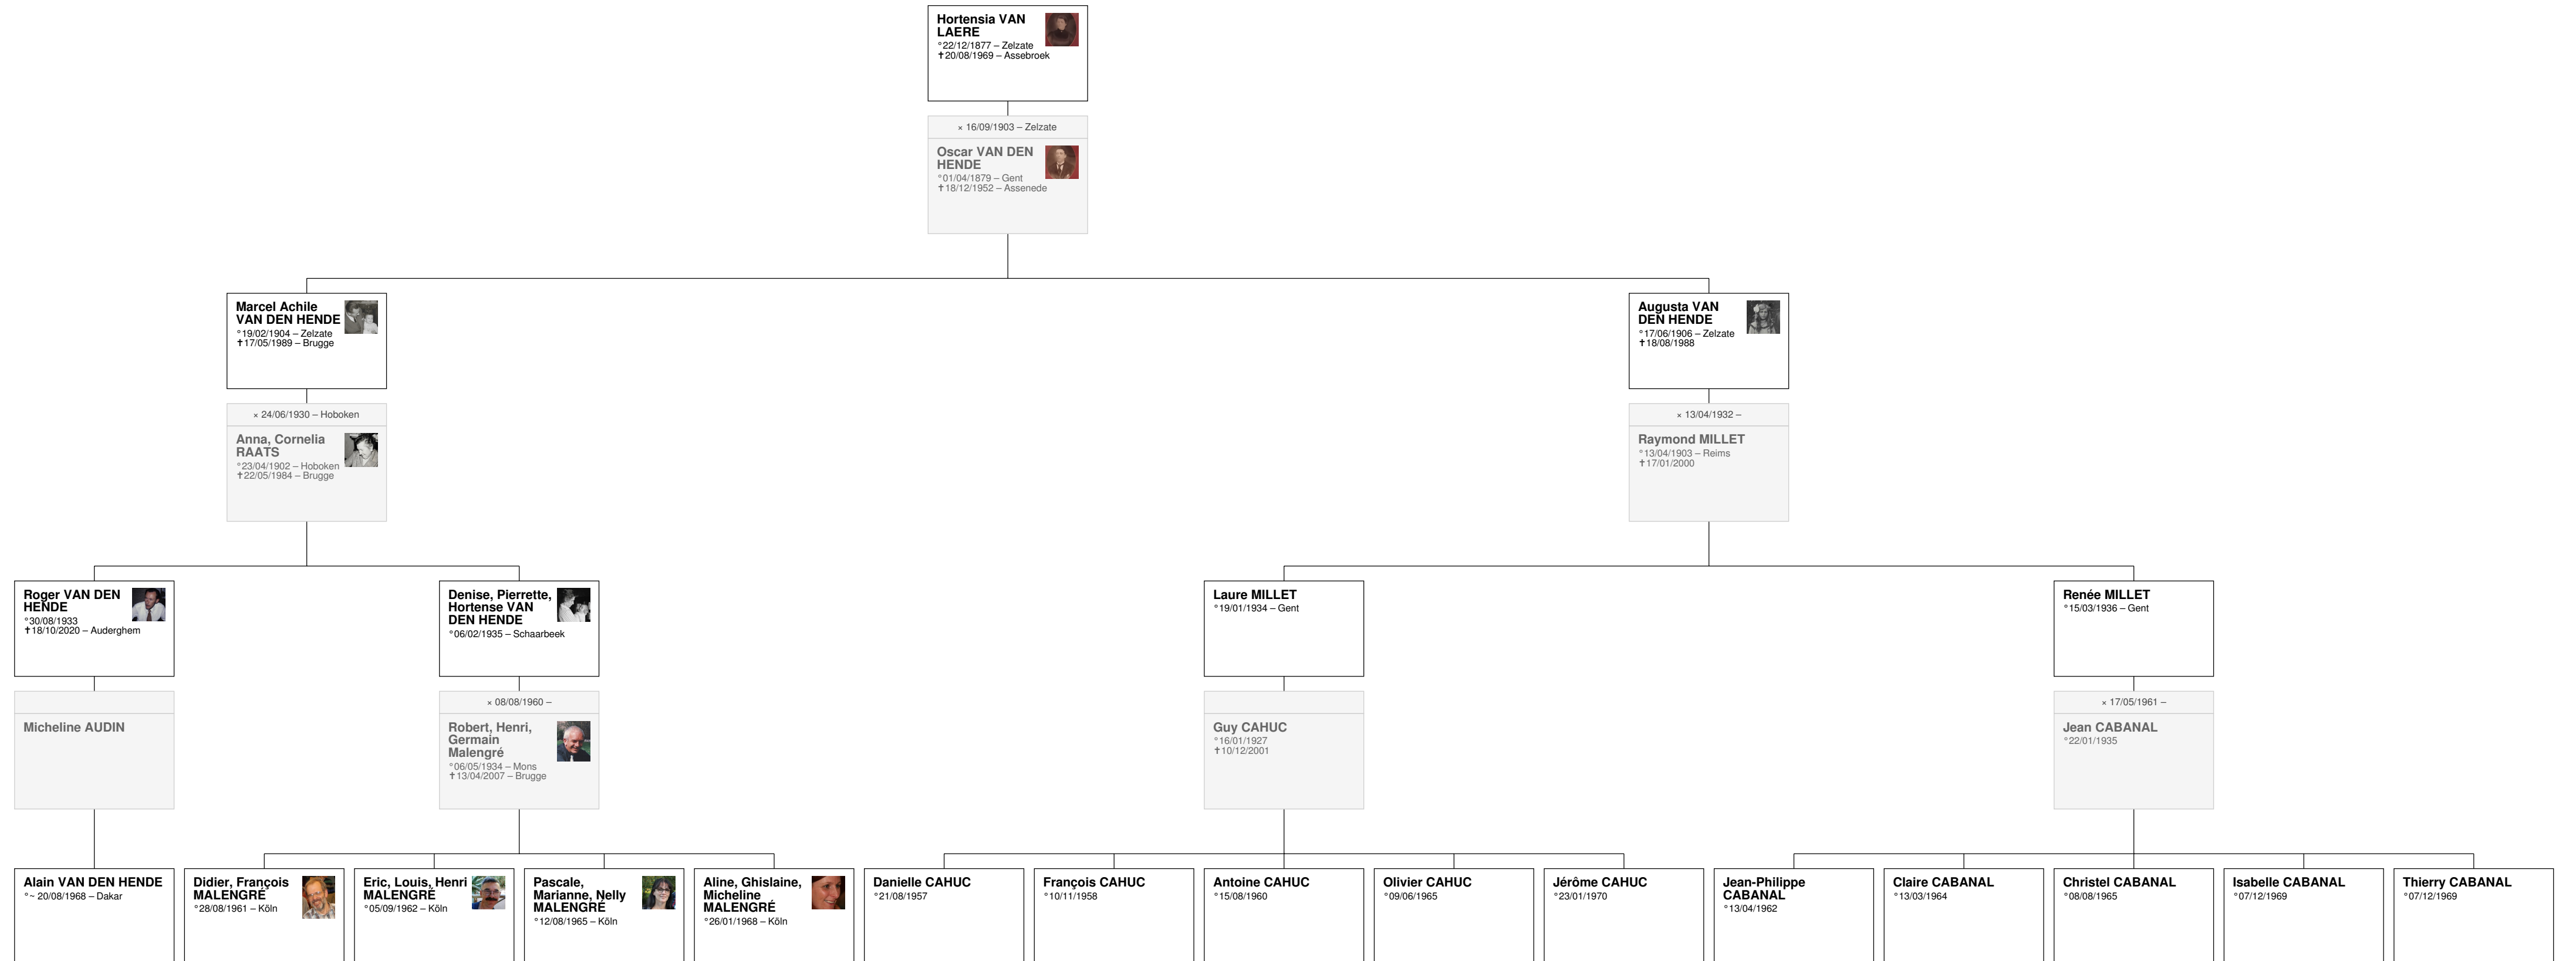 Hortensia VAN
LAERE
°22/12/1877 – Zelzate
✝20/08/1969 – Assebroek
× 16/09/1903 – Zelzate
Oscar VAN DEN
HENDE
°01/04/1879 – Gent
✝18/12/1952 – Assenede
Marcel Achile
VAN DEN HENDE
°19/02/1904 – Zelzate
✝17/05/1989 – Brugge
Augusta VAN
DEN HENDE
°17/06/1906 – Zelzate
✝18/08/1988
× 24/06/1930 – Hoboken
Anna, Cornelia
RAATS
°23/04/1902 – Hoboken
✝22/05/1984 – Brugge
× 13/04/1932 –
Raymond MILLET
°13/04/1903 – Reims
✝17/01/2000
Roger VAN DEN
HENDE
°30/08/1933
✝18/10/2020 – Auderghem
Denise, Pierrette,
Hortense VAN
DEN HENDE
°06/02/1935 – Schaarbeek
Laure MILLET
°19/01/1934 – Gent
Renée MILLET
°15/03/1936 – Gent
Micheline AUDIN
× 08/08/1960 –
Robert, Henri,
Germain
Malengré
°06/05/1934 – Mons
✝13/04/2007 – Brugge
Guy CAHUC
°16/01/1927
✝10/12/2001
× 17/05/1961 –
Jean CABANAL
°22/01/1935
Alain VAN DEN HENDE
°~ 20/08/1968 – Dakar
Didier, François
MALENGRÉ
°28/08/1961 – Köln
Eric, Louis, Henri
MALENGRÉ
°05/09/1962 – Köln
Pascale,
Marianne, Nelly
MALENGRÉ
°12/08/1965 – Köln
Aline, Ghislaine,
Micheline
MALENGRÉ
°26/01/1968 – Köln
Danielle CAHUC
°21/08/1957
François CAHUC
°10/11/1958
Antoine CAHUC
°15/08/1960
Olivier CAHUC
°09/06/1965
Jérôme CAHUC
°23/01/1970
Jean-Philippe
CABANAL
°13/04/1962
Claire CABANAL
°13/03/1964
Christel CABANAL
°08/08/1965
Isabelle CABANAL
°07/12/1969
Thierry CABANAL
°07/12/1969